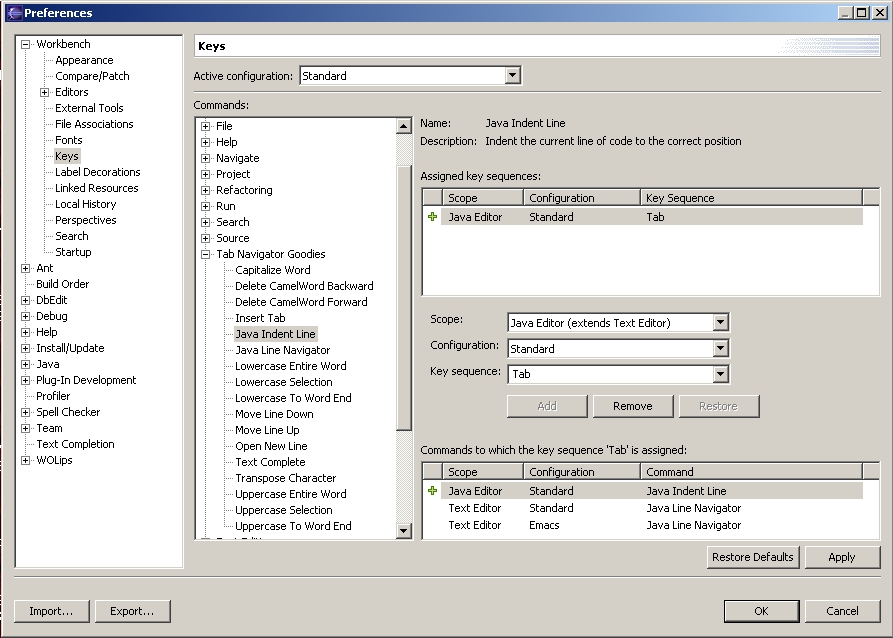 Preferences
Workbench
Appearance
Compare/Patch
Editors
External Tools
File Associations
Fonts
Keys
Label Decorations
Linked Resources
Local History
Perspectives
Search
Startup
Ant
Build Order
DbEdit
Debug
Help
Install/Update
Java
Plug-In Development
Profiler
Spell Checker
Team
Text Completion
WOLips
Keys
Active configuration: Standard
Commands:
File
Help
Navigate
Project
Refactoring
Run
Search
Source
Tab Navigator Goodies
Capitalize Word
Delete CamelWord Backward
Delete CamelWord Forward
Insert Tab
Java Indent Line
Java Line Navigator
Lowercase Entire Word
Lowercase Selection
Lowercase To Word End
Move Line Down
Move Line Up
Open New Line
Text Complete
Transpose Character
Uppercase Entire Word
Uppercase Selection
Uppercase To Word End
Name: Java Indent Line
Description: Indent the current line of code to the correct position
Assigned key sequences:
Scope Configuration Key Sequence
Java Editor Standard Tab
Scope: Java Editor (extends Text Editor)
Configuration: Standard
Key sequence: Tab
Add Remove Restore
Commands to which the key sequence 'Tab' is assigned:
Scope Configuration Command
Java Editor Standard Java Indent Line
Text Editor Standard Java Line Navigator
Text Editor Emacs Java Line Navigator
Restore Defaults Apply
Import... Export... OK Cancel